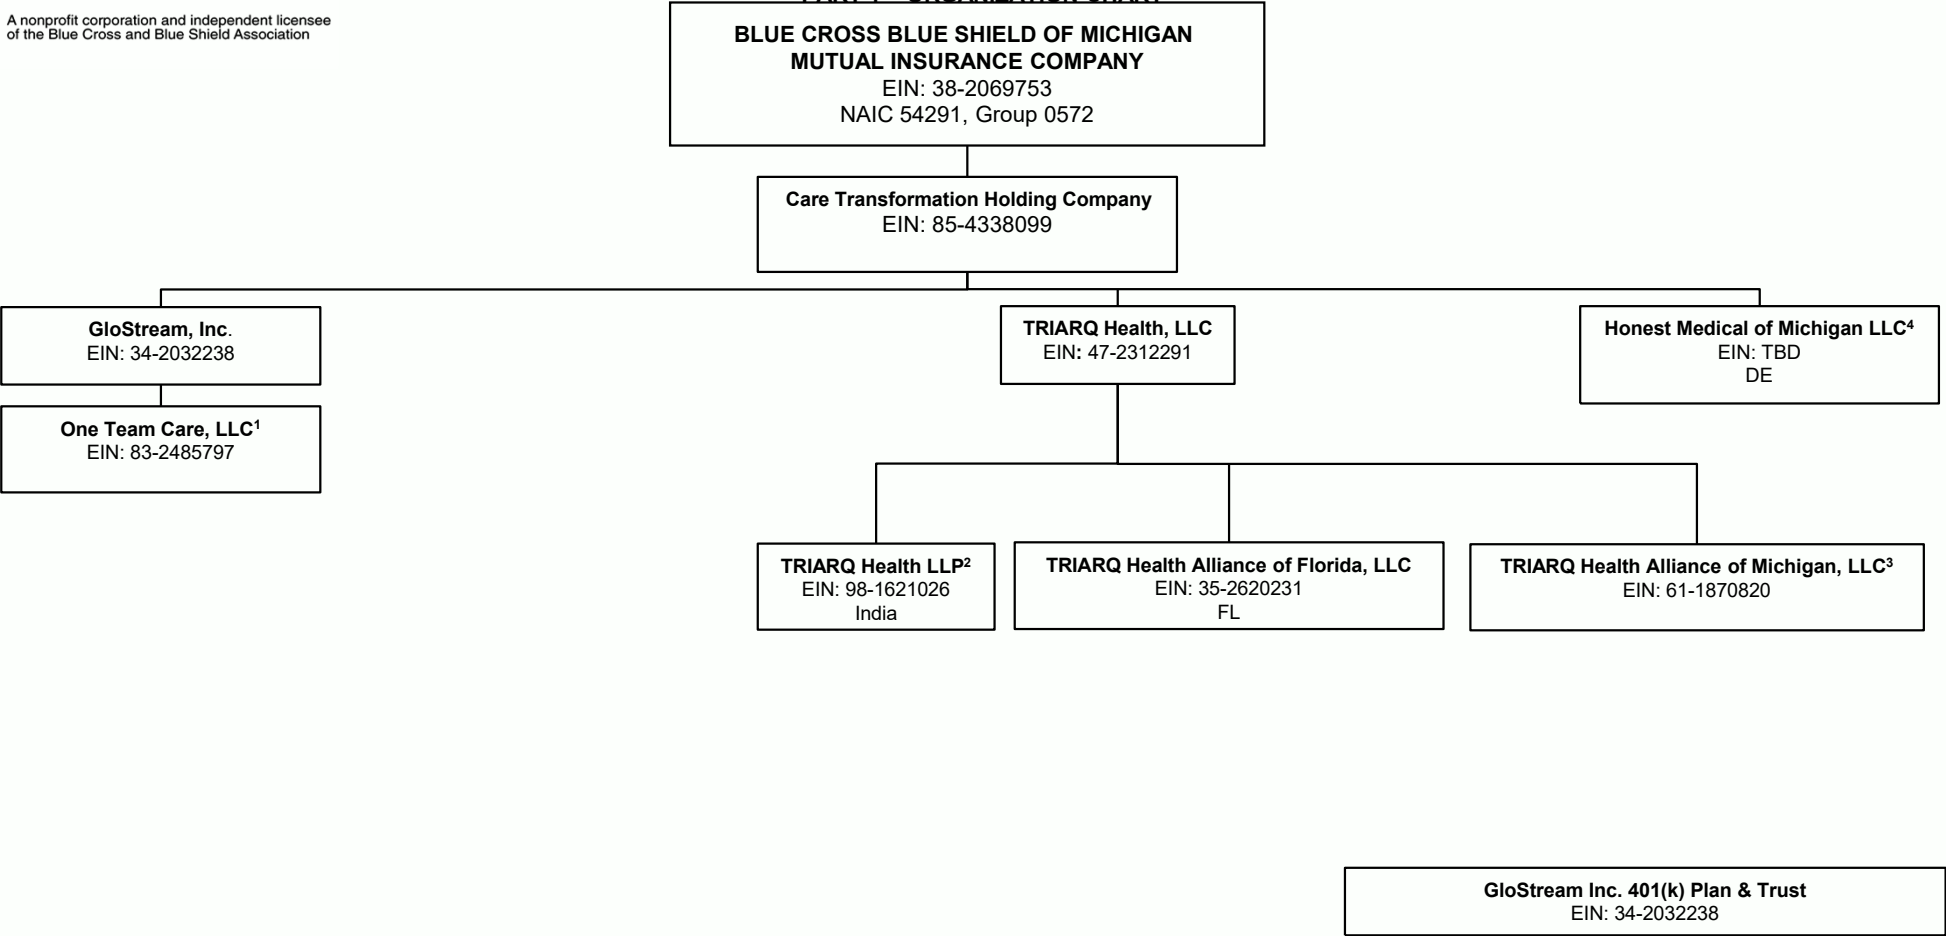 PART 1 - ORGANIZATION CHART
A nonprofit corporation and independent licensee
of the Blue Cross and Blue Shield Association
BLUE CROSS BLUE SHIELD OF MICHIGAN
MUTUAL INSURANCE COMPANY
EIN: 38-2069753
NAIC 54291, Group 0572
Care Transformation Holding Company
EIN: 85-4338099
GloStream, Inc.
EIN: 34-2032238
TRIARQ Health, LLC
EIN: 47-2312291
Honest Medical of Michigan LLC⁴
EIN: TBD
DE
One Team Care, LLC¹
EIN: 83-2485797
TRIARQ Health LLP²
EIN: 98-1621026
India
TRIARQ Health Alliance of Florida, LLC
EIN: 35-2620231
FL
TRIARQ Health Alliance of Michigan, LLC³
EIN: 61-1870820
GloStream Inc. 401(k) Plan & Trust
EIN: 34-2032238